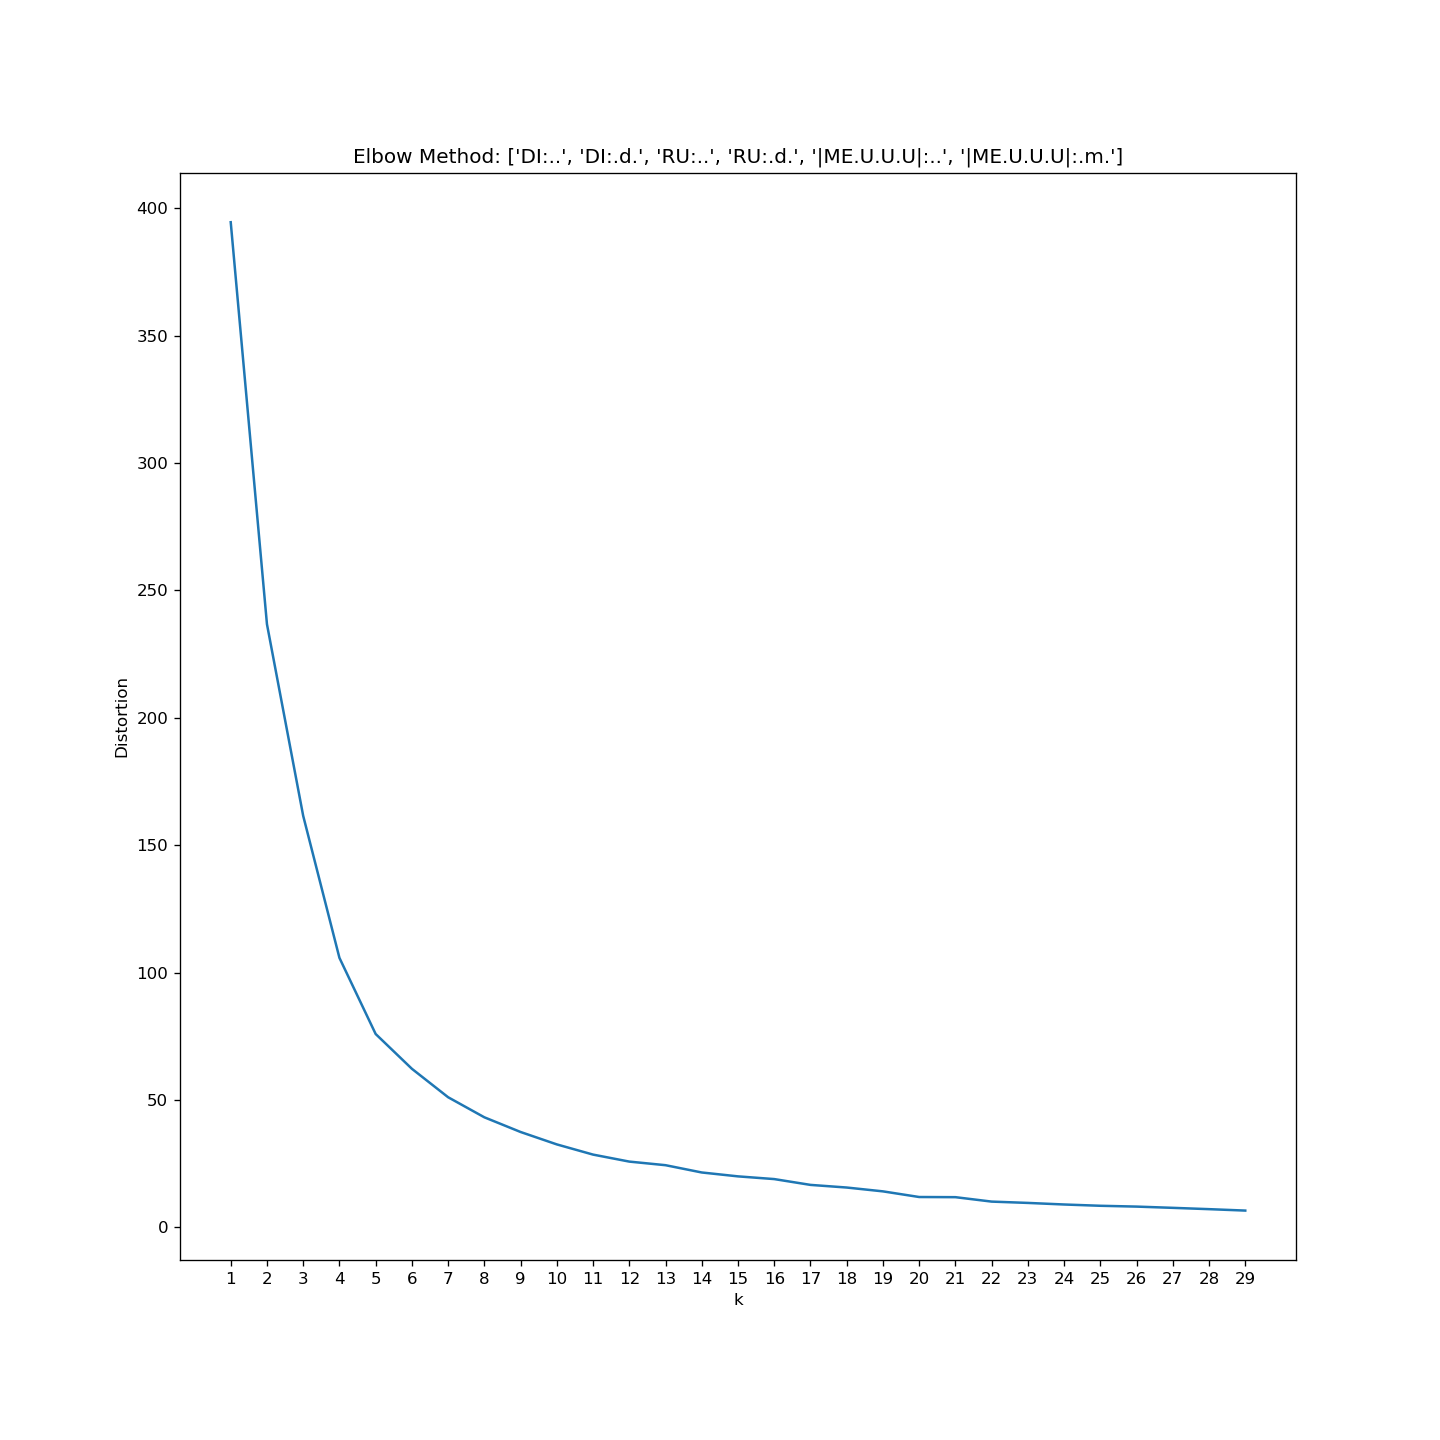 Elbow Method: ['DI:..', 'DI:.d.', 'RU:..', 'RU:.d.', '|ME.U.U.U|:..', '|ME.U.U.U|:.m.']
400
350
300
250
200
150
100
50
0
Distortion
1 2 3 4 5 6 7 8 9 10 11 12 13 14 15 16 17 18 19 20 21 22 23 24 25 26 27 28 29
k